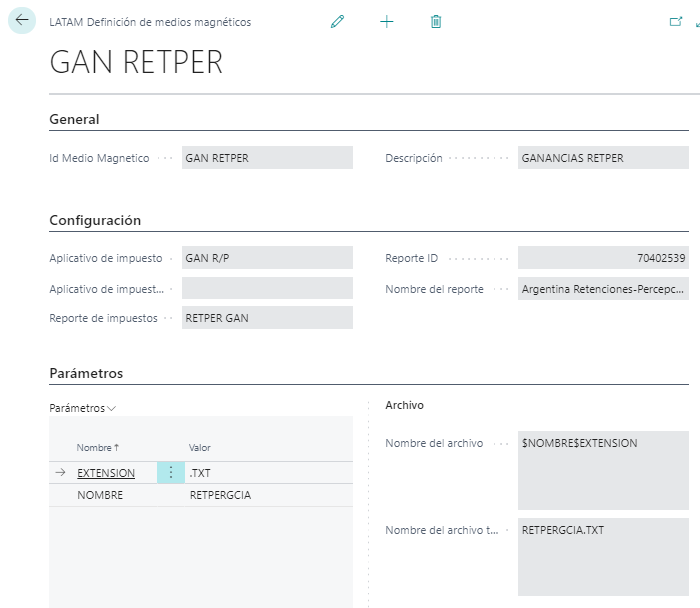 LATAM Definición de medios magnéticos
GAN RETPER
General
Id Medio Magnetico
GAN RETPER
Descripción
GANANCIAS RETPER
Configuración
Aplicativo de impuesto
GAN R/P
Reporte ID
70402539
Aplicativo de impuest...
Nombre del reporte
Argentina Retenciones-Percepc...
Reporte de impuestos
RETPER GAN
Parámetros
Parámetros
Nombre ↑
Valor
EXTENSION
.TXT
NOMBRE
RETPERGCIA
Archivo
Nombre del archivo
$NOMBRE$EXTENSION
Nombre del archivo t...
RETPERGCIA.TXT